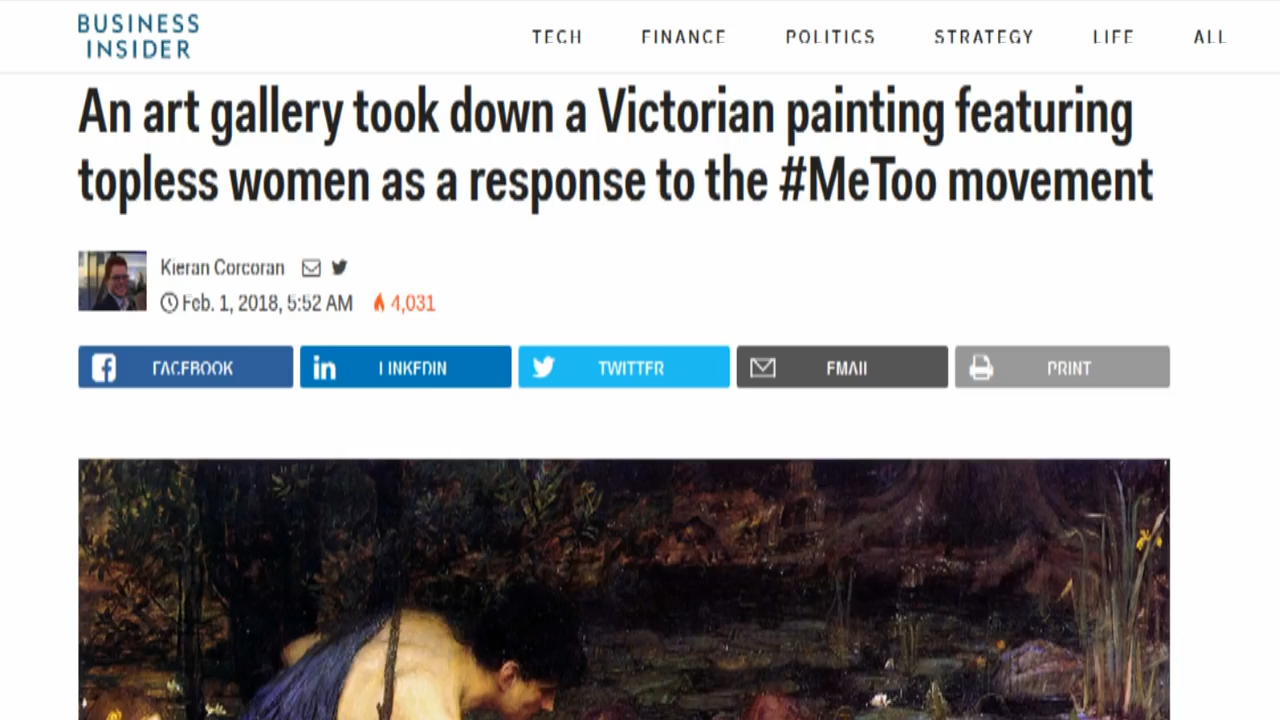 BUSINESS
INSIDER
TECH FINANCE POLITICS STRATEGY LIFE ALL
An art gallery took down a Victorian painting featuring
topless women as a response to the #MeToo movement
Kieran Corcoran
Feb. 1, 2018, 5:52 AM 4,031
FACEBOOK LINKEDIN TWITTER EMAIL PRINT